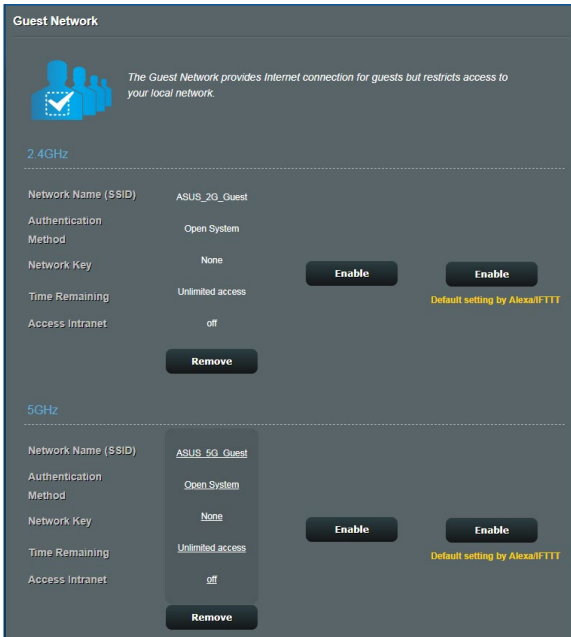 Guest Network
The Guest Network provides Internet connection for guests but restricts access to
your local network.
2.4GHz
Network Name (SSID) ASUS_2G_Guest
Authentication
Method Open System
Network Key None
Enable Enable
Time Remaining Unlimited access
Default setting by Alexa/IFTTT
Access Intranet off
Remove
5GHz
Network Name (SSID) ASUS_5G_Guest
Authentication
Method Open System
Network Key None
Enable Enable
Time Remaining Unlimited access
Default setting by Alexa/IFTTT
Access Intranet off
Remove